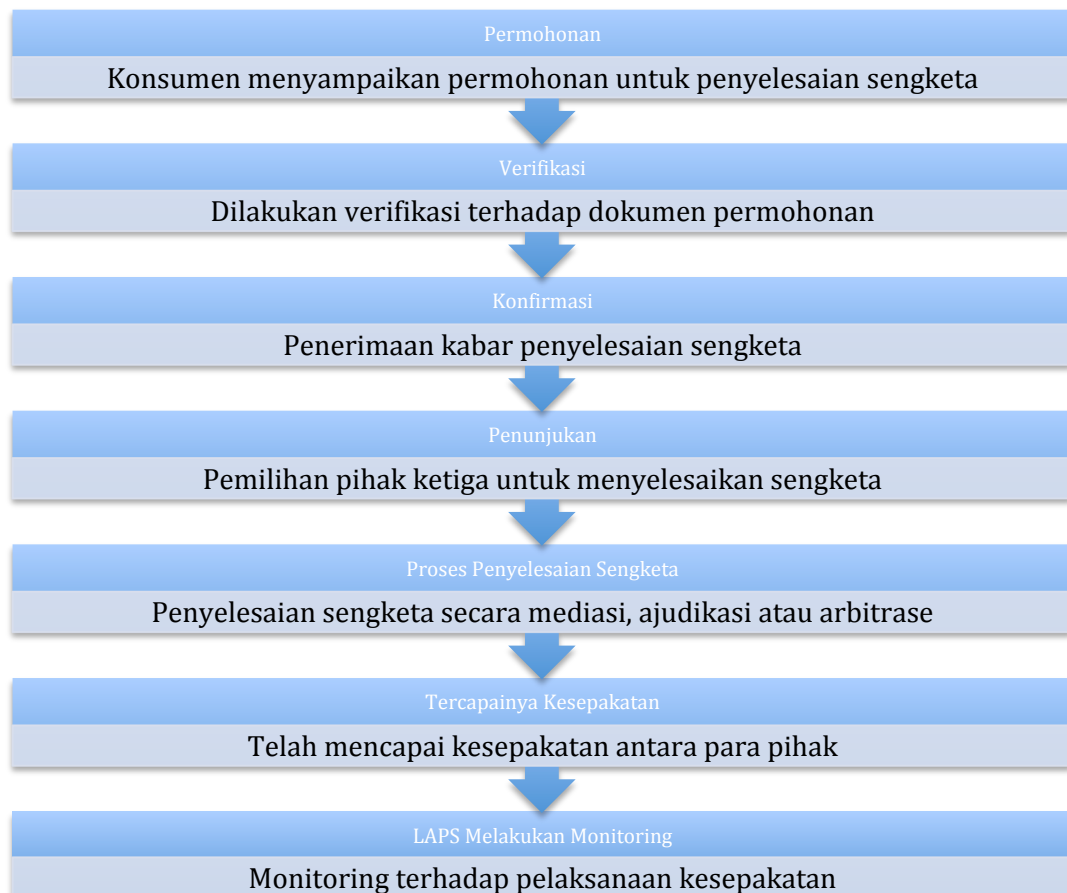 Permohonan
Konsumen menyampaikan permohonan untuk penyelesaian sengketa
Verifikasi
Dilakukan verifikasi terhadap dokumen permohonan
Konfirmasi
Penerimaan kabar penyelesaian sengketa
Penunjukan
Pemilihan pihak ketiga untuk menyelesaikan sengketa
Proses Penyelesaian Sengketa
Penyelesaian sengketa secara mediasi, ajudikasi atau arbitrase
Tercapainya Kesepakatan
Telah mencapai kesepakatan antara para pihak
LAPS Melakukan Monitoring
Monitoring terhadap pelaksanaan kesepakatan